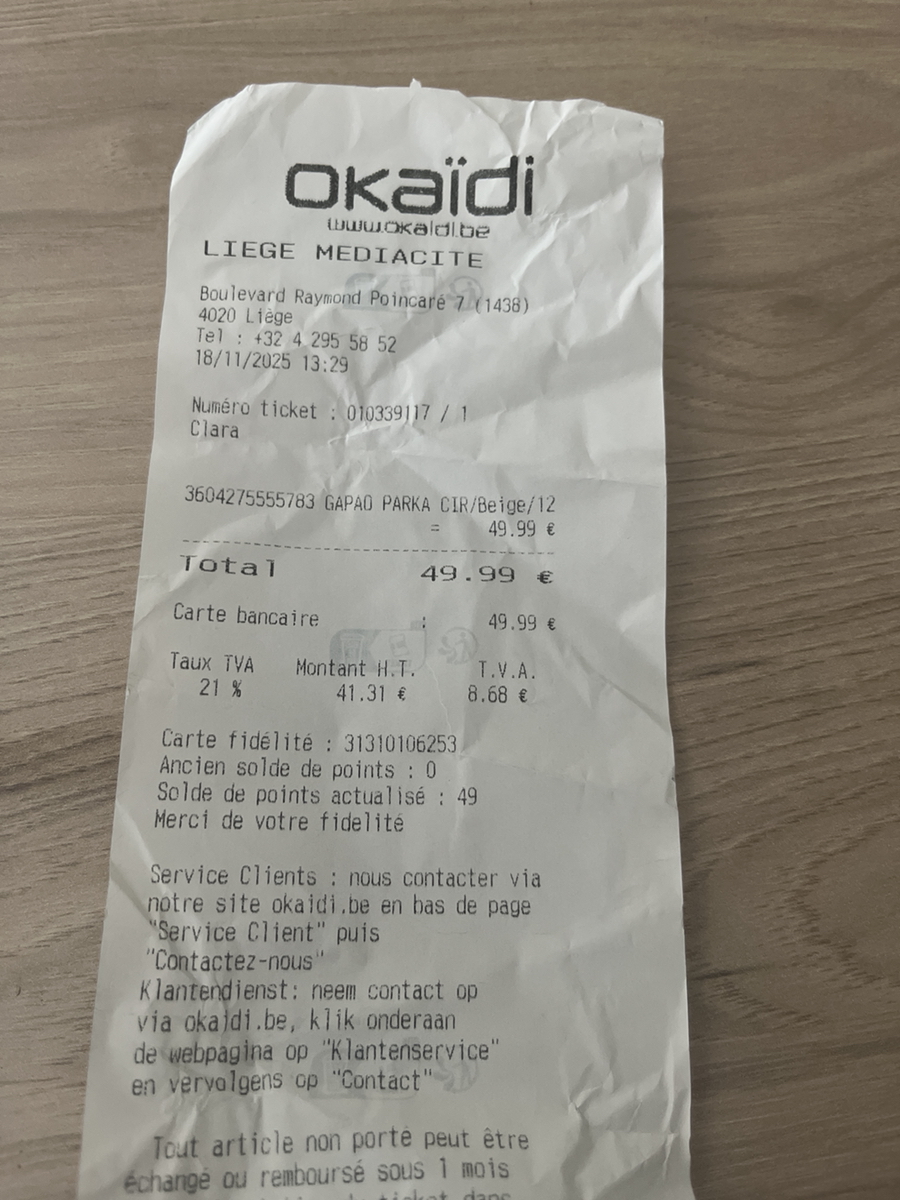 okaïdi
www.okaidi.be
LIEGE MEDIACITE
Boulevard Raymond Poincaré 7 (1438)
4020 Liège
Tel : +32 4 295 58 52
18/11/2025 13:29
Numéro ticket : 010339117 / 1
Clara
3604275555783 GAPAO PARKA CIR/Beige/12
= 49.99 €
Total 49.99 €
Carte bancaire : 49.99 €
Taux TVA Montant H.T. T.V.A.
21 % 41.31 € 8.68 €
Carte fidélité : 31310106253
Ancien solde de points : 0
Solde de points actualisé : 49
Merci de votre fidelité
Service Clients : nous contacter via
notre site okaidi.be en bas de page
"Service Client" puis
"Contactez-nous"
Klantendienst: neem contact op
via okaidi.be, klik onderaan
de webpagina op "Klantenservice"
en vervolgens op "Contact"
Tout article non porté peut être
échangé ou remboursé sous 1 mois
ticket dans